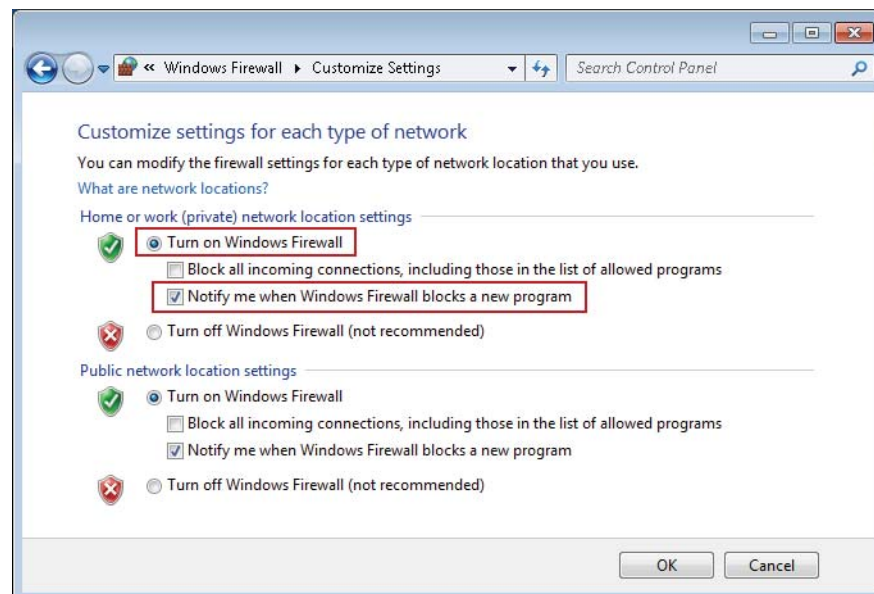 « Windows Firewall ▸ Customize Settings
Search Control Panel
Customize settings for each type of network
You can modify the firewall settings for each type of network location that you use.
What are network locations?
Home or work (private) network location settings
Turn on Windows Firewall
Block all incoming connections, including those in the list of allowed programs
Notify me when Windows Firewall blocks a new program
Turn off Windows Firewall (not recommended)
Public network location settings
Turn on Windows Firewall
Block all incoming connections, including those in the list of allowed programs
Notify me when Windows Firewall blocks a new program
Turn off Windows Firewall (not recommended)
OK
Cancel